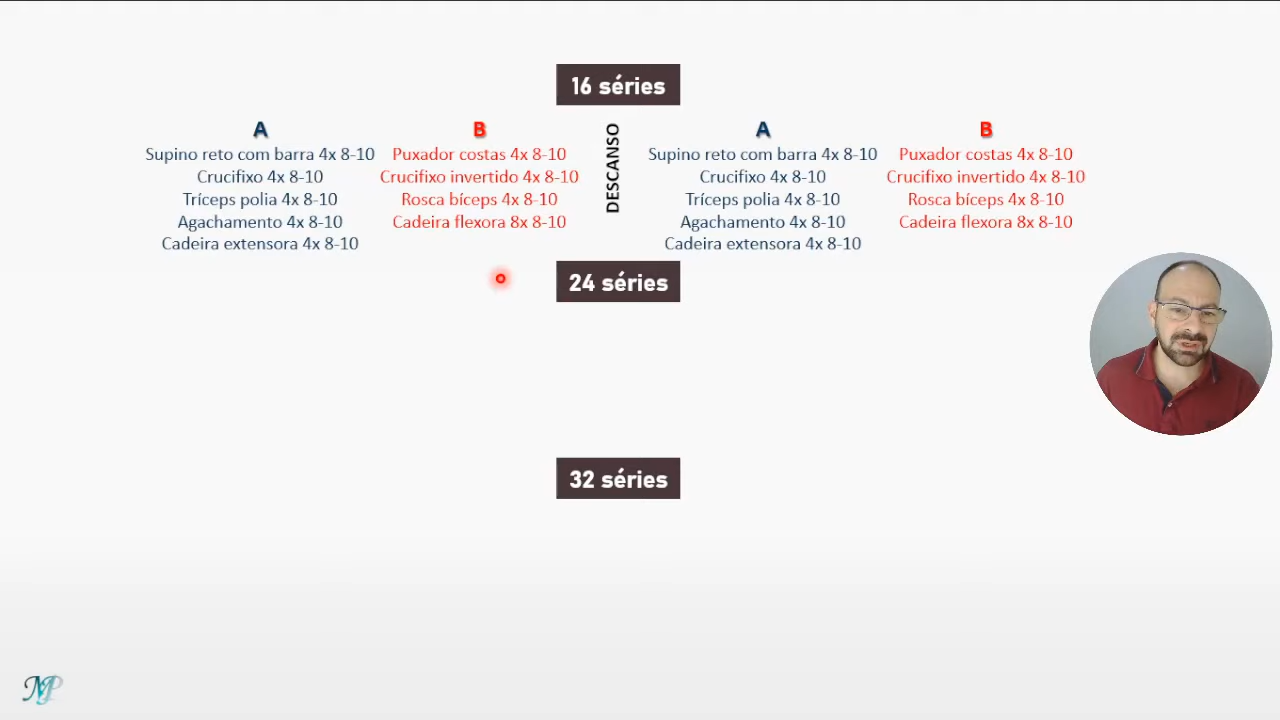 16 séries
A
Supino reto com barra 4x 8-10
Crucifixo 4x 8-10
Tríceps polia 4x 8-10
Agachamento 4x 8-10
Cadeira extensora 4x 8-10
B
Puxador costas 4x 8-10
Crucifixo invertido 4x 8-10
Rosca bíceps 4x 8-10
Cadeira flexora 8x 8-10
DESCANSO
A
Supino reto com barra 4x 8-10
Crucifixo 4x 8-10
Tríceps polia 4x 8-10
Agachamento 4x 8-10
Cadeira extensora 4x 8-10
B
Puxador costas 4x 8-10
Crucifixo invertido 4x 8-10
Rosca bíceps 4x 8-10
Cadeira flexora 8x 8-10
24 séries
32 séries
MP